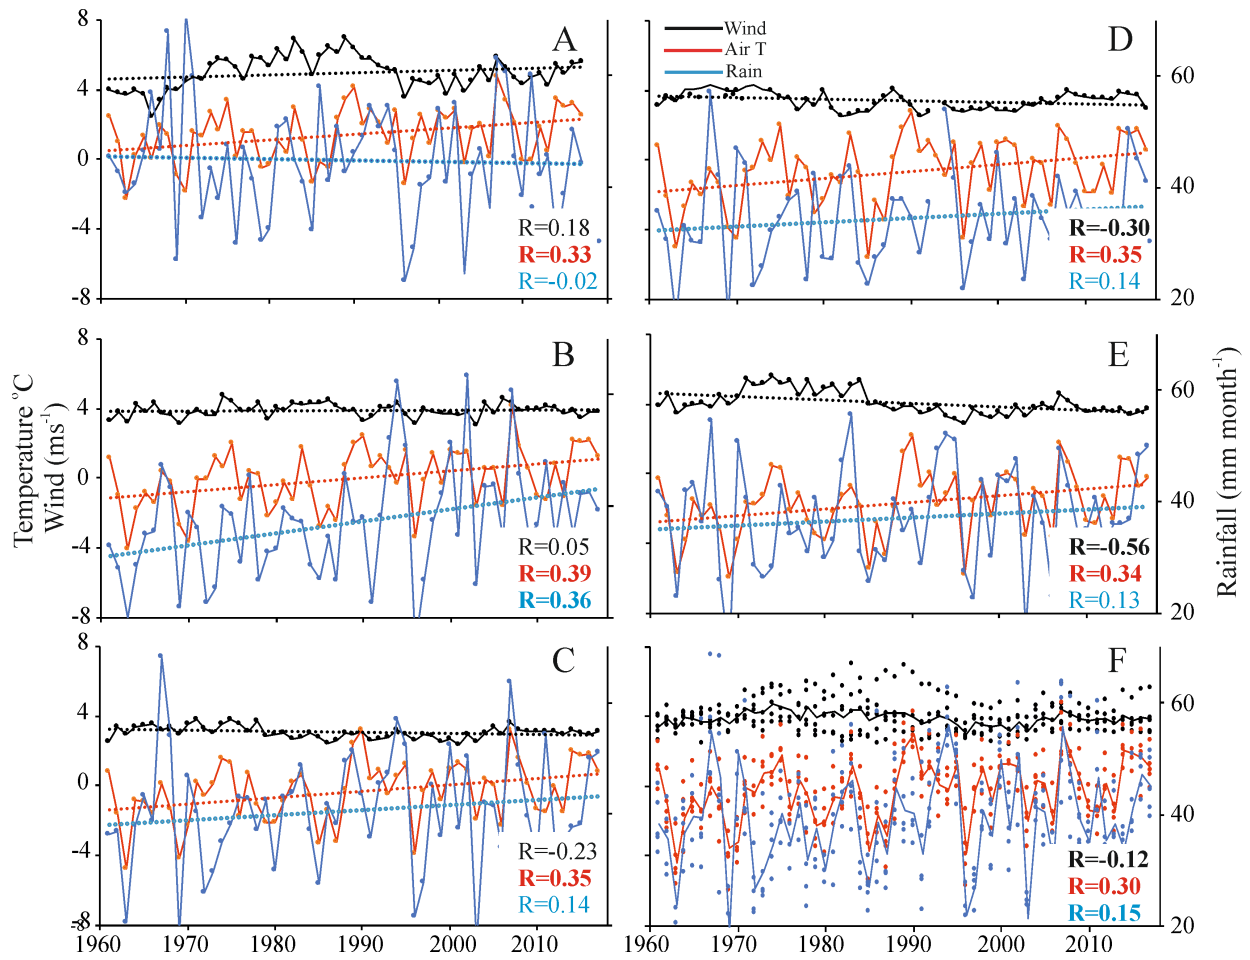 8
4
0
-4
-8
A
R=0.18
R=0.33
R=-0.02
Wind
Air T
Rain
D
R=-0.30
R=0.35
R=0.14
60
40
20
8
4
0
-4
-8
B
R=0.05
R=0.39
R=0.36
E
R=-0.56
R=0.34
R=0.13
60
40
20
Temperature °C
Wind (ms-1)
Rainfall (mm month-1)
8
4
0
-4
-8
C
R=-0.23
R=0.35
R=0.14
1960 1970 1980 1990 2000 2010
F
R=-0.12
R=0.30
R=0.15
60
40
20
1960 1970 1980 1990 2000 2010